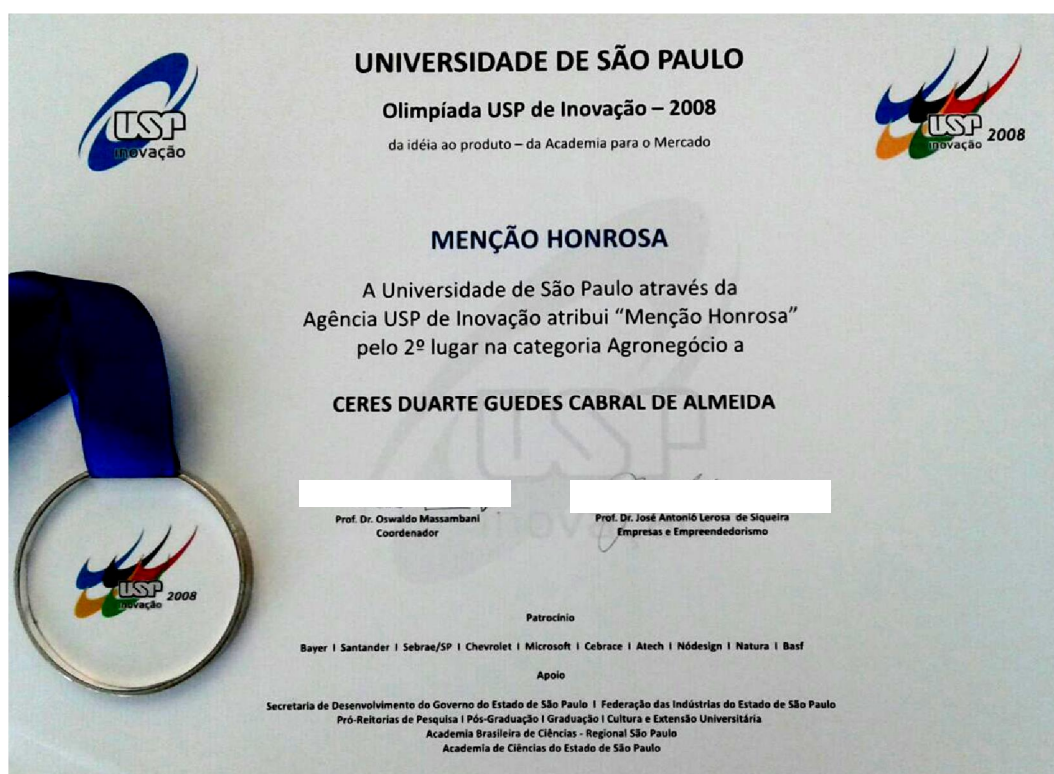 USP
inovação
UNIVERSIDADE DE SÃO PAULO
Olimpíada USP de Inovação – 2008
da idéia ao produto – da Academia para o Mercado
USP 2008
inovação
MENÇÃO HONROSA
A Universidade de São Paulo através da
Agência USP de Inovação atribui “Menção Honrosa”
pelo 2º lugar na categoria Agronegócio a
CERES DUARTE GUEDES CABRAL DE ALMEIDA
USP
inovação
Prof. Dr. Oswaldo Massambani
Coordenador
Prof. Dr. José Antonió Lerosa de Siqueira
Empresas e Empreendedorismo
USP 2008
inovação
Patrocínio
Bayer I Santander I Sebrae/SP I Chevrolet I Microsoft I Cebrace I Atech I Nódesign I Natura I Basf
Apoio
Secretaria de Desenvolvimento do Governo do Estado de São Paulo I Federação das Indústrias do Estado de São Paulo
Pró-Reitorias de Pesquisa I Pós-Graduação I Graduação I Cultura e Extensão Universitária
Academia Brasileira de Ciências - Regional São Paulo
Academia de Ciências do Estado de São Paulo